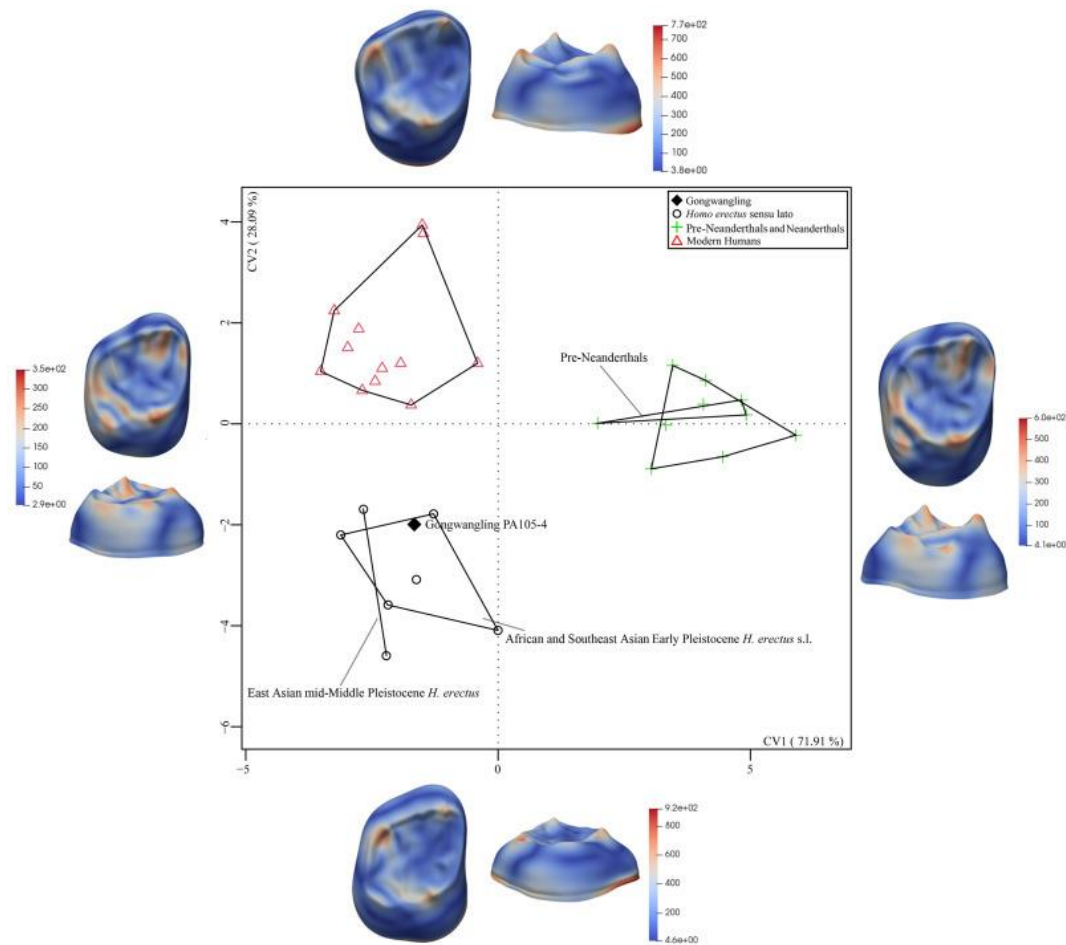 7.7e+02
700
600
500
400
300
200
100
3.8e+00
CV2 ( 28.09 %)
4
2
0
−2
−4
−6
Gongwangling
Homo erectus sensu lato
Pre-Neanderthals and Neanderthals
Modern Humans
Pre-Neanderthals
3.5e+02
300
250
200
150
100
50
2.9e+00
6.0e+02
500
400
300
200
100
4.1e+00
Gongwangling PA105-4
African and Southeast Asian Early Pleistocene H. erectus s.l.
East Asian mid-Middle Pleistocene H. erectus
CV1 ( 71.91 %)
−5
0
5
9.2e+02
800
600
400
200
4.6e+00